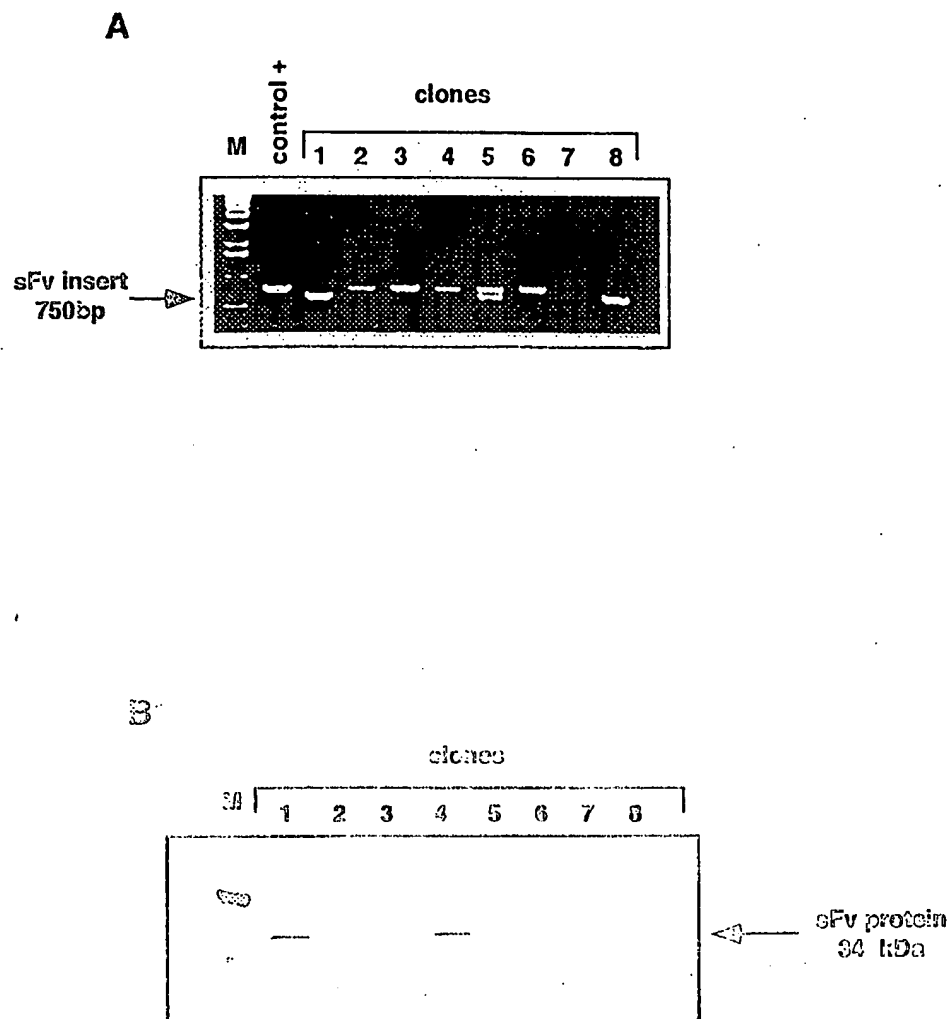 A
control +
clones
M 1 2 3 4 5 6 7 8
sFv insert
750bp
B
clones
M 1 2 3 4 5 6 7 8
sFv protein
34 kDa